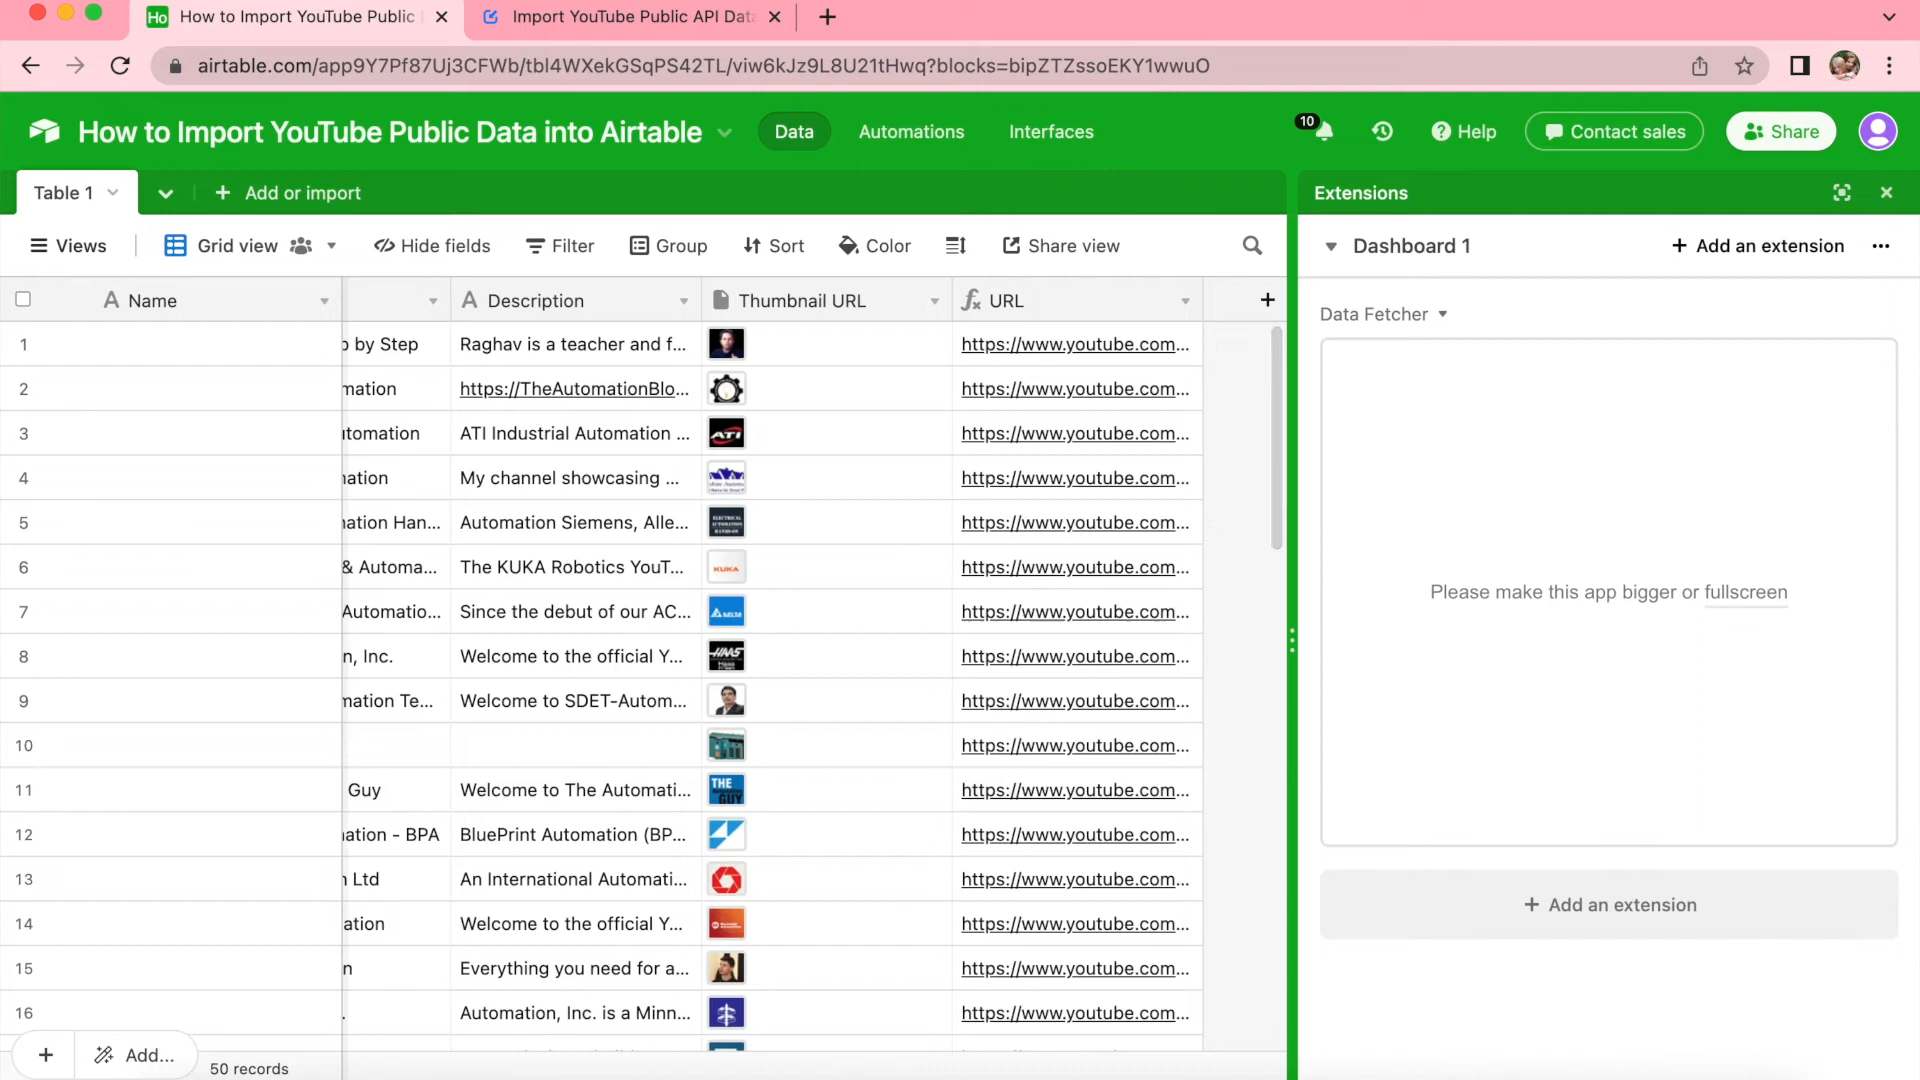 How to Import YouTube Public
Import YouTube Public API Data
airtable.com/app9Y7Pf87Uj3CFWb/tbl4WXekGSqPS42TL/viw6kJz9L8U21tHwq?blocks=bipZTZssoEKY1wwuO
How to Import YouTube Public Data into Airtable
Data
Automations
Interfaces
10
Help
Contact sales
Share
Table 1
Add or import
Extensions
Views
Grid view
Hide fields
Filter
Group
Sort
Color
Share view
Dashboard 1
+ Add an extension
Name
Description
Thumbnail URL
URL
Data Fetcher
1 by Step Raghav is a teacher and f... https://www.youtube.com...
2 mation https://TheAutomationBlo... https://www.youtube.com...
3 utomation ATI Industrial Automation ... ATI https://www.youtube.com...
4 nation My channel showcasing ... https://www.youtube.com...
5 nation Han... Automation Siemens, Alle... https://www.youtube.com...
6 & Automa... The KUKA Robotics YouT... KUKA https://www.youtube.com...
7 Automatio... Since the debut of our AC... https://www.youtube.com...
8 n, Inc. Welcome to the official Y... HAAS https://www.youtube.com...
9 mation Te... Welcome to SDET-Autom... https://www.youtube.com...
10 https://www.youtube.com...
11 Guy Welcome to The Automati... THE GUY https://www.youtube.com...
12 ation - BPA BluePrint Automation (BP... https://www.youtube.com...
13 Ltd An International Automati... https://www.youtube.com...
14 ation Welcome to the official Y... https://www.youtube.com...
15 n Everything you need for a... https://www.youtube.com...
16 . Automation, Inc. is a Minn... https://www.youtube.com...
Please make this app bigger or fullscreen
+ Add an extension
+ Add...
50 records